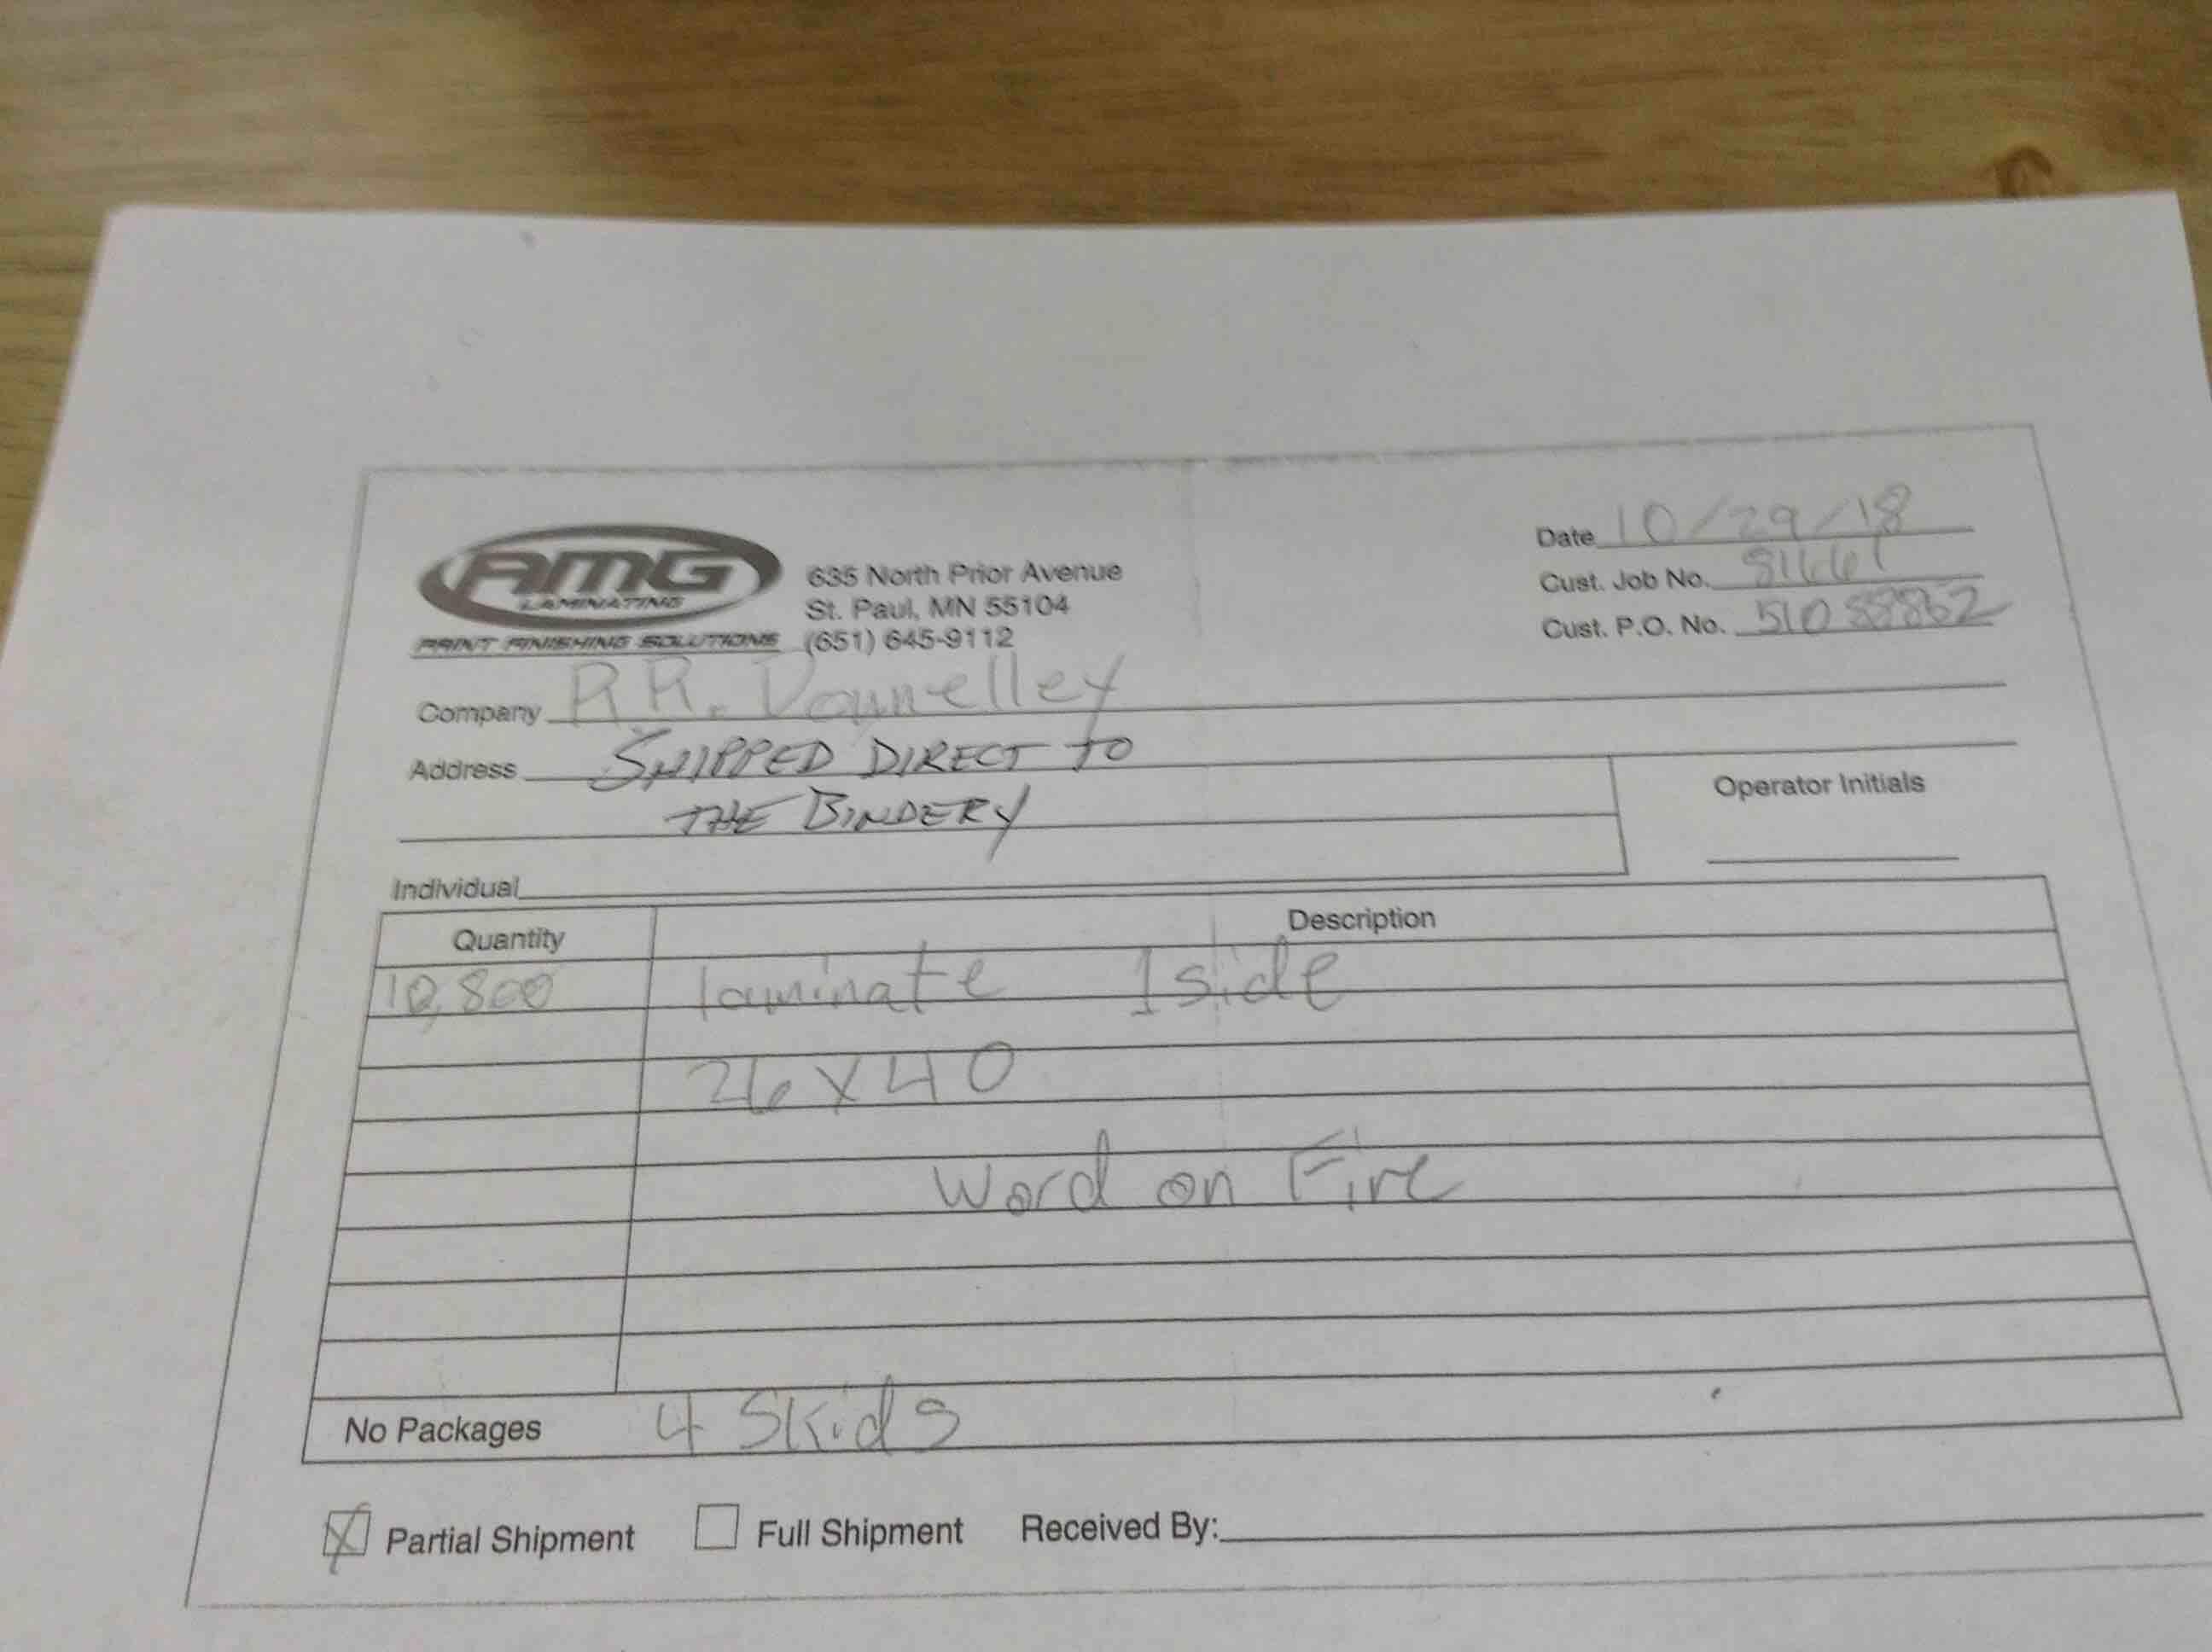 AMG
LAMINATING
PRINT FINISHING SOLUTIONS
635 North Prior Avenue
St. Paul, MN 55104
(651) 645-9112
Date 10/29/18
Cust. Job No. 81661
Cust. P.O. No. 51088862
Company RR. Donnelley
Address SHIPPED DIRECT TO
THE BINDERY
Operator Initials
Individual
Quantity Description
10,800 laminate 1 side
26 X 40
Word on Fire
No Packages 4 Skids
X Partial Shipment Full Shipment Received By: